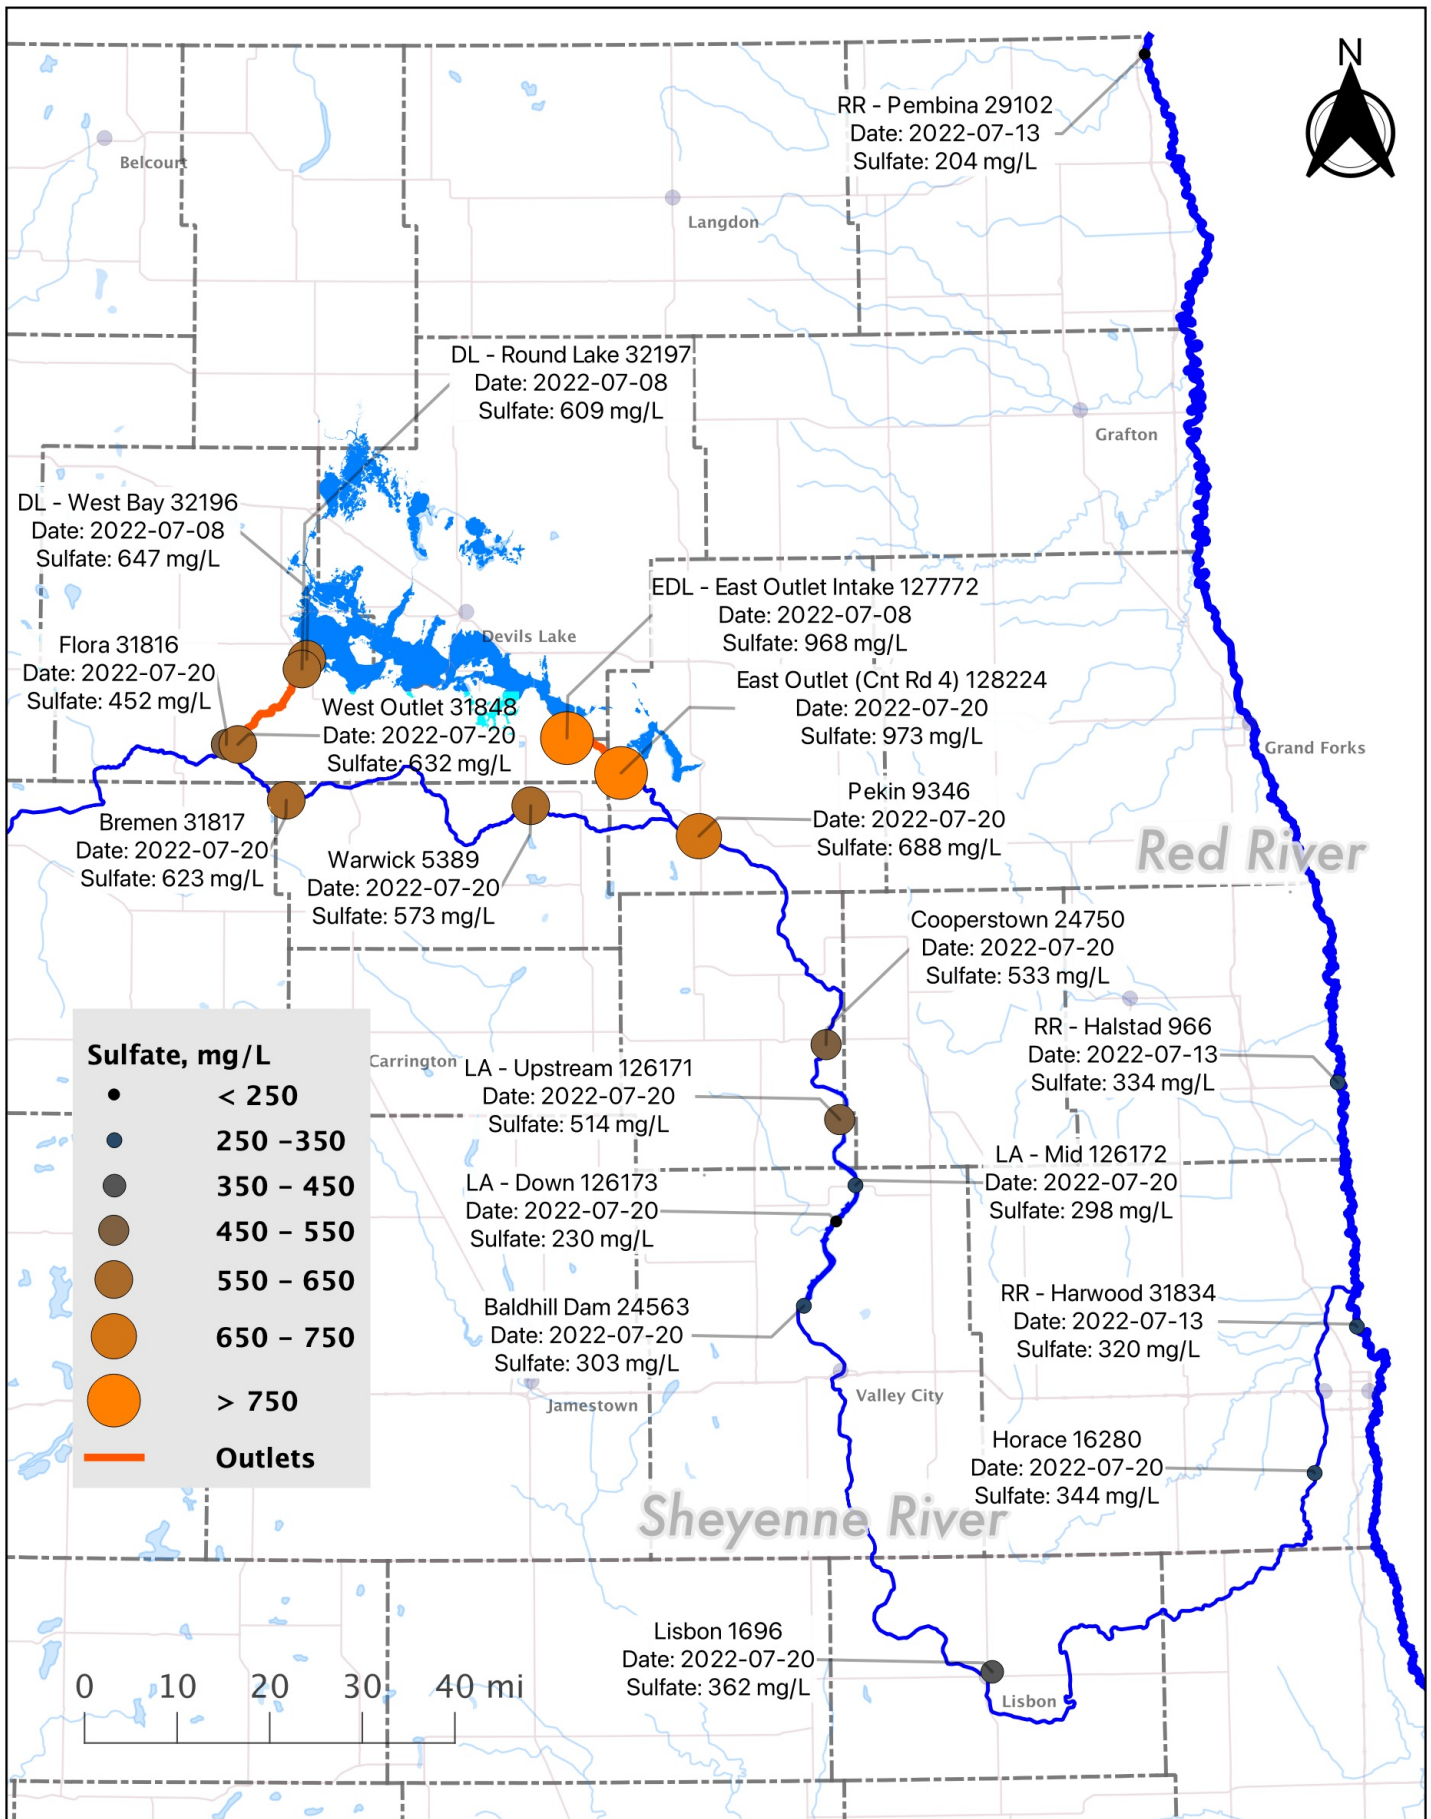 N
RR - Pembina 29102
Date: 2022-07-13
Sulfate: 204 mg/L
Belcourt
Langdon
DL - Round Lake 32197
Date: 2022-07-08
Sulfate: 609 mg/L
Grafton
DL - West Bay 32196
Date: 2022-07-08
Sulfate: 647 mg/L
EDL - East Outlet Intake 127772
Date: 2022-07-08
Sulfate: 968 mg/L
Devils Lake
Flora 31816
Date: 2022-07-20
Sulfate: 452 mg/L
East Outlet (Cnt Rd 4) 128224
Date: 2022-07-20
Sulfate: 973 mg/L
West Outlet 31848
Date: 2022-07-20
Sulfate: 632 mg/L
Grand Forks
Pekin 9346
Date: 2022-07-20
Sulfate: 688 mg/L
Bremen 31817
Date: 2022-07-20
Sulfate: 623 mg/L
Warwick 5389
Date: 2022-07-20
Sulfate: 573 mg/L
Red River
Cooperstown 24750
Date: 2022-07-20
Sulfate: 533 mg/L
RR - Halstad 966
Date: 2022-07-13
Sulfate: 334 mg/L
Carrington
LA - Upstream 126171
Date: 2022-07-20
Sulfate: 514 mg/L
LA - Mid 126172
Date: 2022-07-20
Sulfate: 298 mg/L
LA - Down 126173
Date: 2022-07-20
Sulfate: 230 mg/L
RR - Harwood 31834
Date: 2022-07-13
Sulfate: 320 mg/L
Baldhill Dam 24563
Date: 2022-07-20
Sulfate: 303 mg/L
Valley City
Jamestown
Horace 16280
Date: 2022-07-20
Sulfate: 344 mg/L
Sheyenne River
Lisbon 1696
Date: 2022-07-20
Sulfate: 362 mg/L
Lisbon
Sulfate, mg/L
< 250
250 –350
350 – 450
450 – 550
550 – 650
650 – 750
> 750
Outlets
0 10 20 30 40 mi